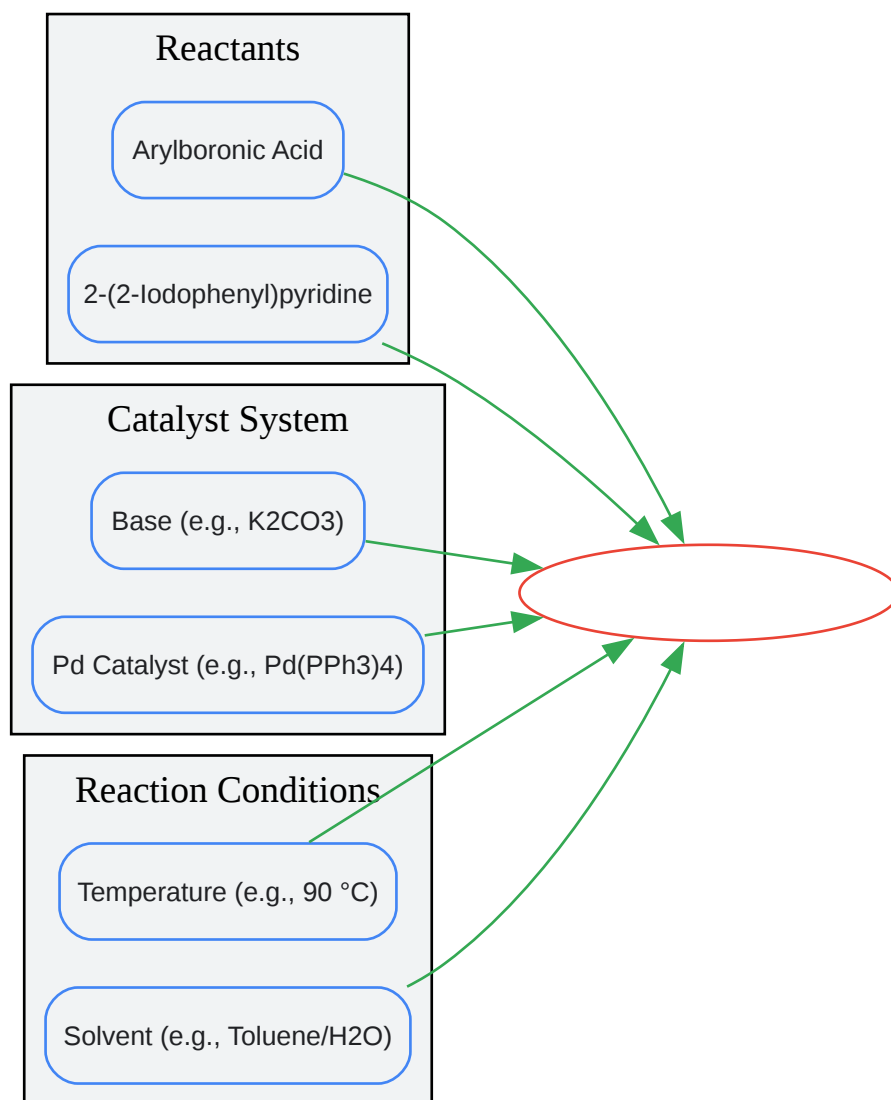 Reactants
Arylboronic Acid
2-(2-Iodophenyl)pyridine
Catalyst System
Base (e.g., K2CO3)
Pd Catalyst (e.g., Pd(PPh3)4)
Reaction Conditions
Temperature (e.g., 90 °C)
Solvent (e.g., Toluene/H2O)